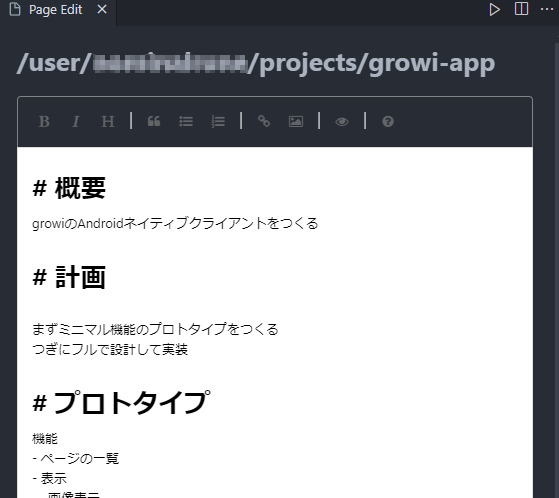 Page Edit
/user/ /projects/growi-app
B I H
# 概要
growiのAndroidネイティブクライアントをつくる
# 計画
まずミニマル機能のプロトタイプをつくる
つぎにフルで設計して実装
# プロトタイプ
機能
- ページの一覧
- 表示
- 画像表示